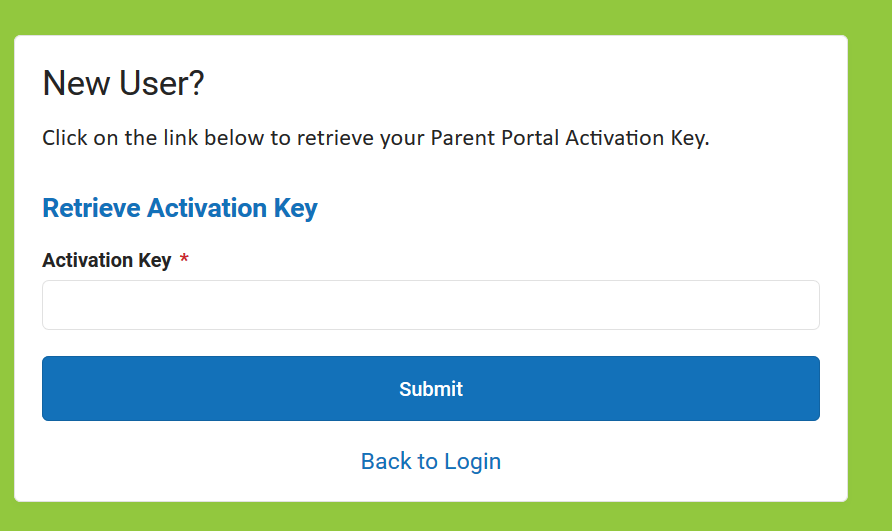 New User?
Click on the link below to retrieve your Parent Portal Activation Key.
Retrieve Activation Key
Activation Key *
Submit
Back to Login